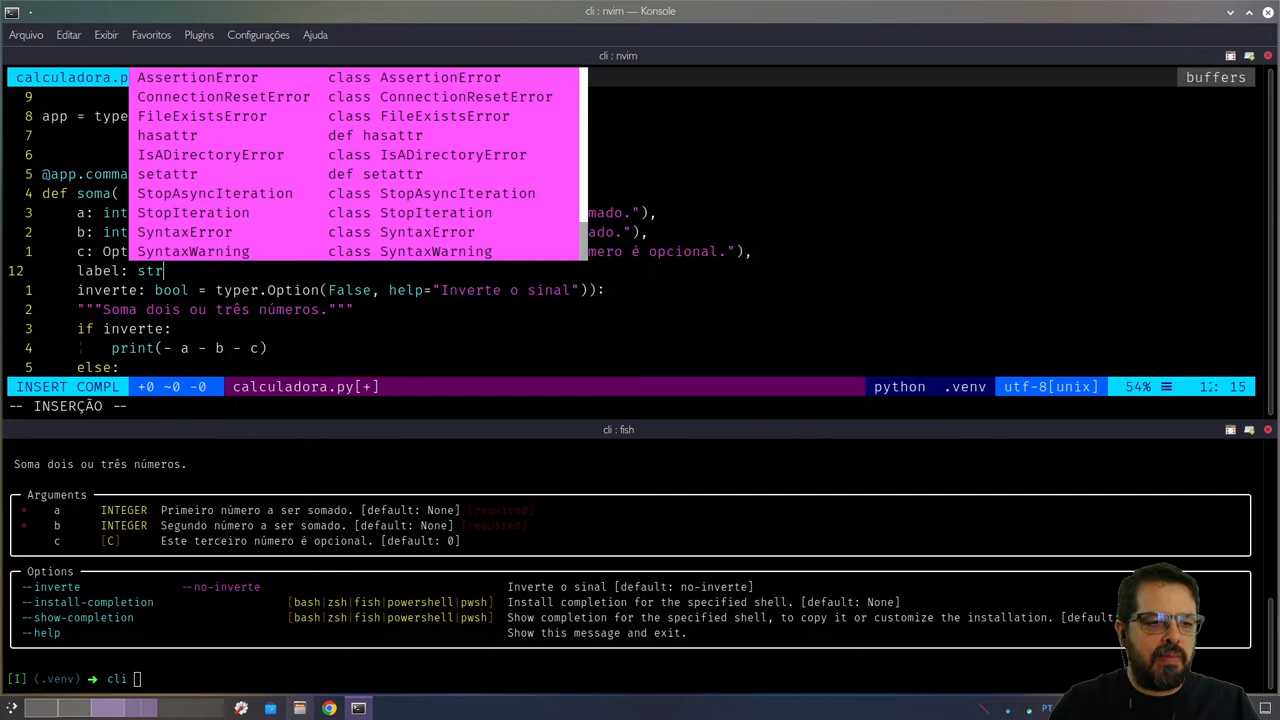 cli : nvim — Konsole
Arquivo Editar Exibir Favoritos Plugins Configurações Ajuda
cli : nvim
calculadora.p buffers
AssertionError class AssertionError
9 ConnectionResetError class ConnectionResetError
8 app = type FileExistsError class FileExistsError
7 hasattr def hasattr
6 IsADirectoryError class IsADirectoryError
5 @app.comma setattr def setattr
4 def soma( StopAsyncIteration class StopAsyncIteration
3 a: int StopIteration class StopIteration mado."),
2 b: int SyntaxError class SyntaxError ado."),
1 c: Opt SyntaxWarning class SyntaxWarning mero é opcional."),
12 label: str
1 inverte: bool = typer.Option(False, help="Inverte o sinal")):
2 """Soma dois ou três números."""
3 if inverte:
4 print(- a - b - c)
5 else:
INSERT COMPL +0 ~0 -0 calculadora.py[+] python .venv utf-8[unix] 54% ☰ 12: 15
-- INSERÇÃO --
cli : fish
Soma dois ou três números.
Arguments
* a INTEGER Primeiro número a ser somado. [default: None] [required]
* b INTEGER Segundo número a ser somado. [default: None] [required]
c [C] Este terceiro número é opcional. [default: 0]
Options
--inverte --no-inverte Inverte o sinal [default: no-inverte]
--install-completion [bash|zsh|fish|powershell|pwsh] Install completion for the specified shell. [default: None]
--show-completion [bash|zsh|fish|powershell|pwsh] Show completion for the specified shell, to copy it or customize the installation. [defau
--help Show this message and exit.
[I] (.venv) ➜ cli
PT